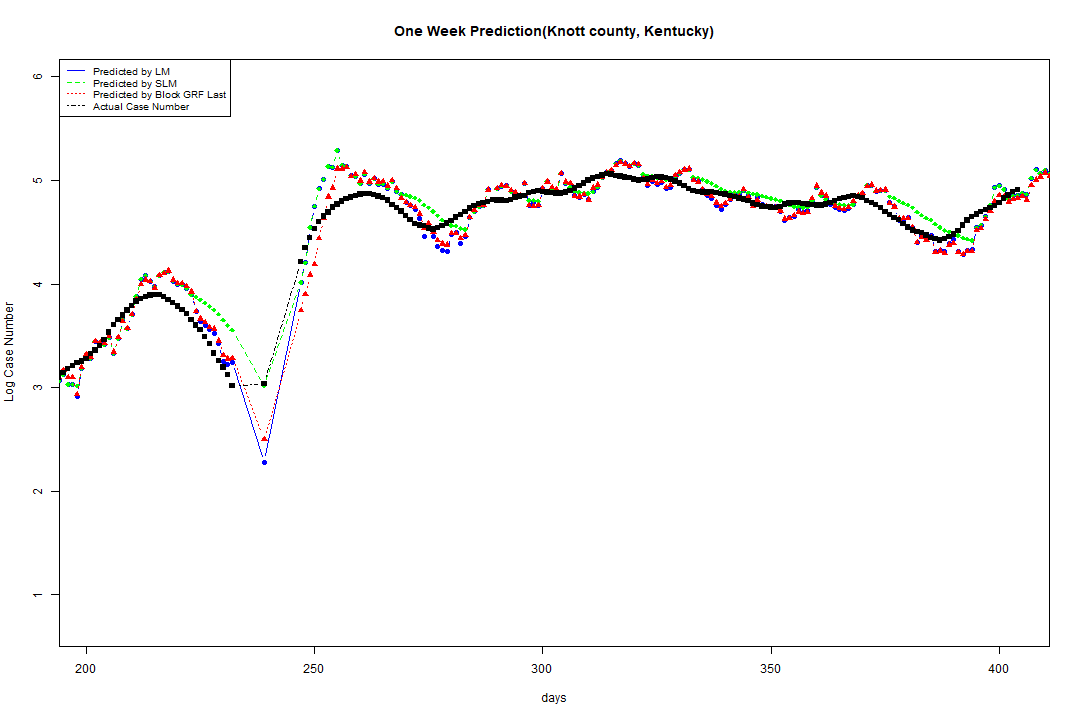 One Week Prediction(Knott county, Kentucky)
Predicted by LM
Predicted by SLM
Predicted by Block GRF Last
Actual Case Number
6
5
4
3
2
1
Log Case Number
200 250 300 350 400
days